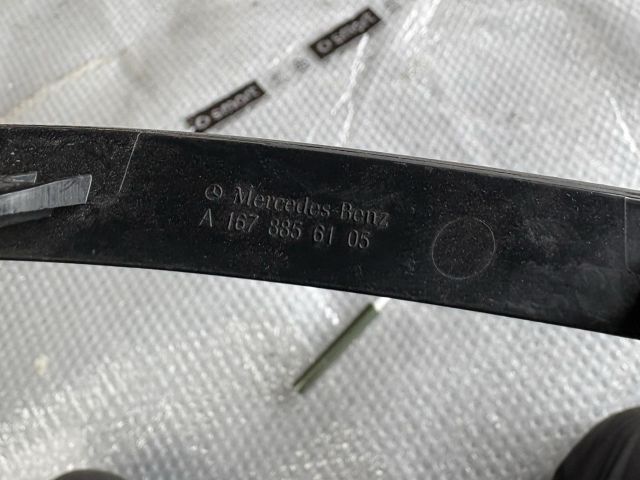 smart
smart
Mercedes-Benz
A 167 885 61 05